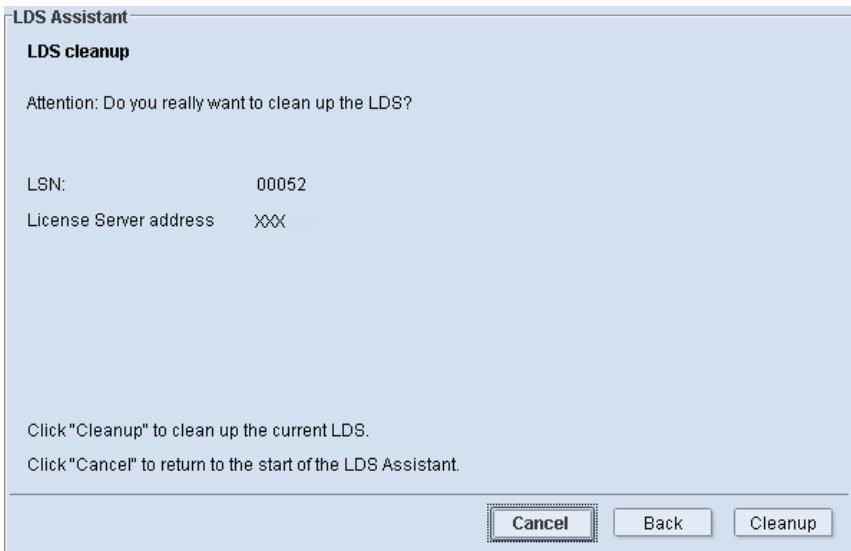 LDS Assistant
LDS cleanup
Attention: Do you really want to clean up the LDS?
LSN: 00052
License Server address XXX
Click "Cleanup" to clean up the current LDS.
Click "Cancel" to return to the start of the LDS Assistant.
Cancel Back Cleanup